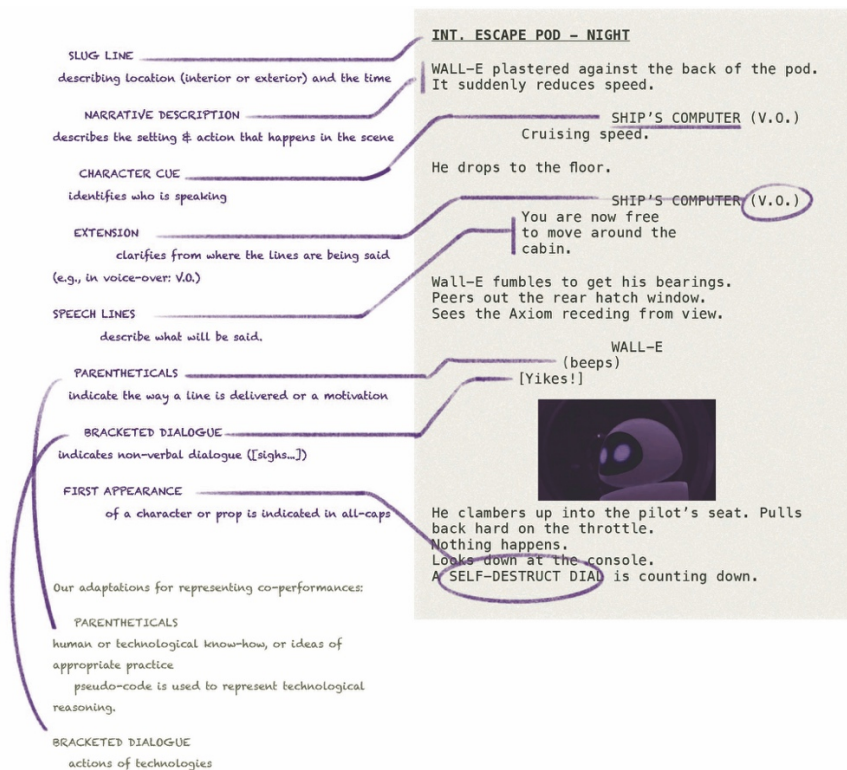 SLUG LINE
describing location (interior or exterior) and the time
NARRATIVE DESCRIPTION
describes the setting & action that happens in the scene
CHARACTER CUE
identifies who is speaking
EXTENSION
clarifies from where the lines are being said
(e.g., in voice-over: V.O.)
SPEECH LINES
describe what will be said.
PARENTHETICALS
indicate the way a line is delivered or a motivation
BRACKETED DIALOGUE
indicates non-verbal dialogue ([sighs...])
FIRST APPEARANCE
of a character or prop is indicated in all-caps
Our adaptations for representing co-performances:
PARENTHETICALS
human or technological know-how, or ideas of
appropriate practice
pseudo-code is used to represent technological
reasoning.
BRACKETED DIALOGUE
actions of technologies
INT. ESCAPE POD – NIGHT
WALL–E plastered against the back of the pod.
It suddenly reduces speed.
SHIP'S COMPUTER (V.O.)
Cruising speed.
He drops to the floor.
SHIP'S COMPUTER (V.O.)
You are now free
to move around the
cabin.
Wall–E fumbles to get his bearings.
Peers out the rear hatch window.
Sees the Axiom receding from view.
WALL–E
(beeps)
[Yikes!]
He clambers up into the pilot's seat. Pulls
back hard on the throttle.
Nothing happens.
Looks down at the console.
A SELF–DESTRUCT DIAL is counting down.